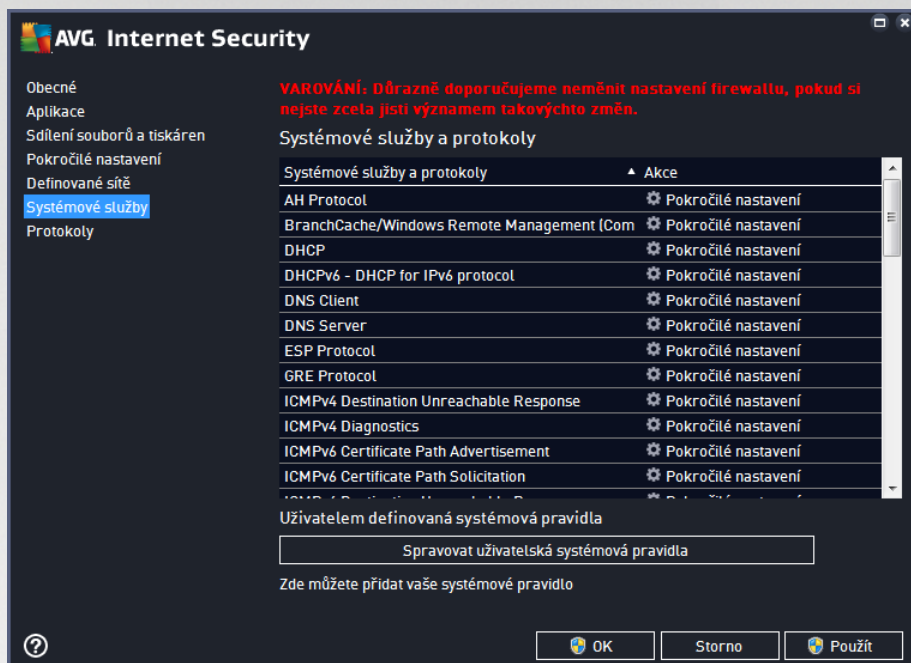 AVG Internet Security
Obecné
Aplikace
Sdílení souborů a tiskáren
Pokročilé nastavení
Definované sítě
Systémové služby
Protokoly
VAROVÁNÍ: Důrazně doporučujeme neměnit nastavení firewallu, pokud si
nejste zcela jisti významem takovýchto změn.
Systémové služby a protokoly
Systémové služby a protokoly Akce
AH Protocol Pokročilé nastavení
BranchCache/Windows Remote Management (Com Pokročilé nastavení
DHCP Pokročilé nastavení
DHCPv6 - DHCP for IPv6 protocol Pokročilé nastavení
DNS Client Pokročilé nastavení
DNS Server Pokročilé nastavení
ESP Protocol Pokročilé nastavení
GRE Protocol Pokročilé nastavení
ICMPv4 Destination Unreachable Response Pokročilé nastavení
ICMPv4 Diagnostics Pokročilé nastavení
ICMPv6 Certificate Path Advertisement Pokročilé nastavení
ICMPv6 Certificate Path Solicitation Pokročilé nastavení
Uživatelem definovaná systémová pravidla
Spravovat uživatelská systémová pravidla
Zde můžete přidat vaše systémové pravidlo
OK Storno Použít